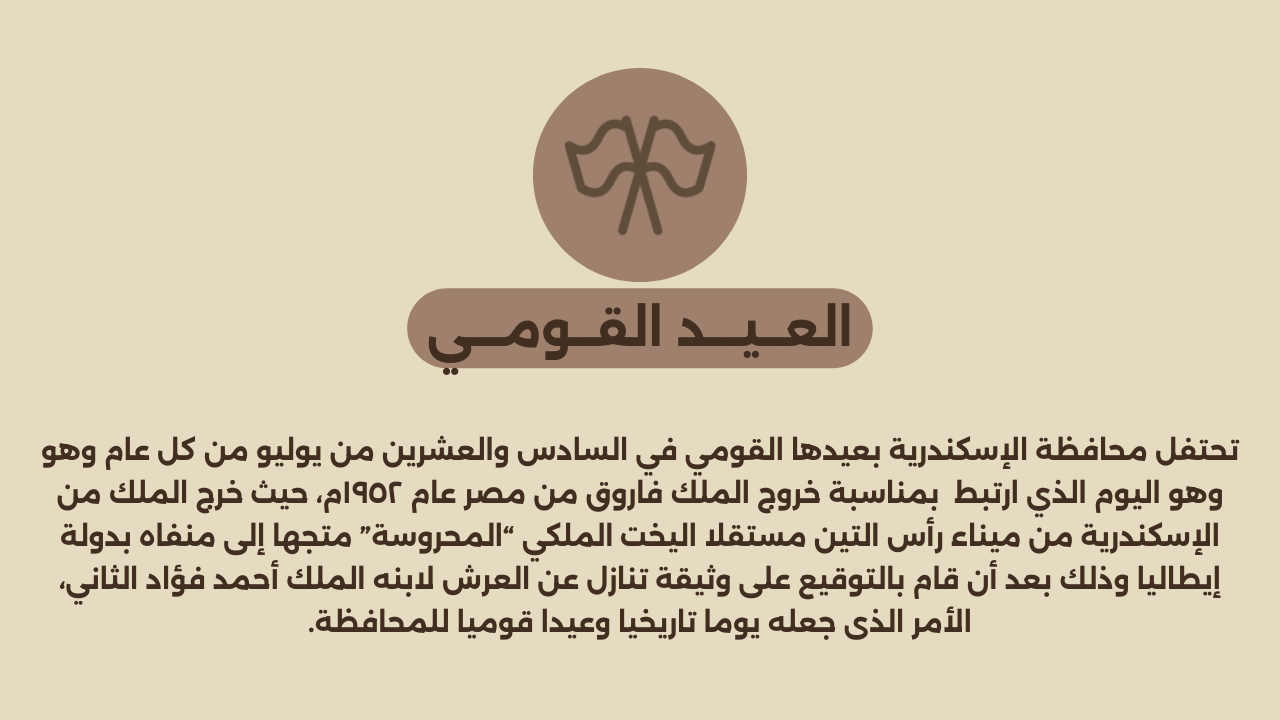 العيد القومي
تحتفل محافظة الإسكندرية بعيدها القومي في السادس والعشرين من يوليو من كل عام وهو
وهو اليوم الذي ارتبط بمناسبة خروج الملك فاروق من مصر عام ١٩٥٢م، حيث خرج الملك من
الإسكندرية من ميناء رأس التين مستقلا اليخت الملكي “المحروسة” متجها إلى منفاه بدولة
إيطاليا وذلك بعد أن قام بالتوقيع على وثيقة تنازل عن العرش لابنه الملك أحمد فؤاد الثاني،
الأمر الذى جعله يوما تاريخيا وعيدا قوميا للمحافظة.